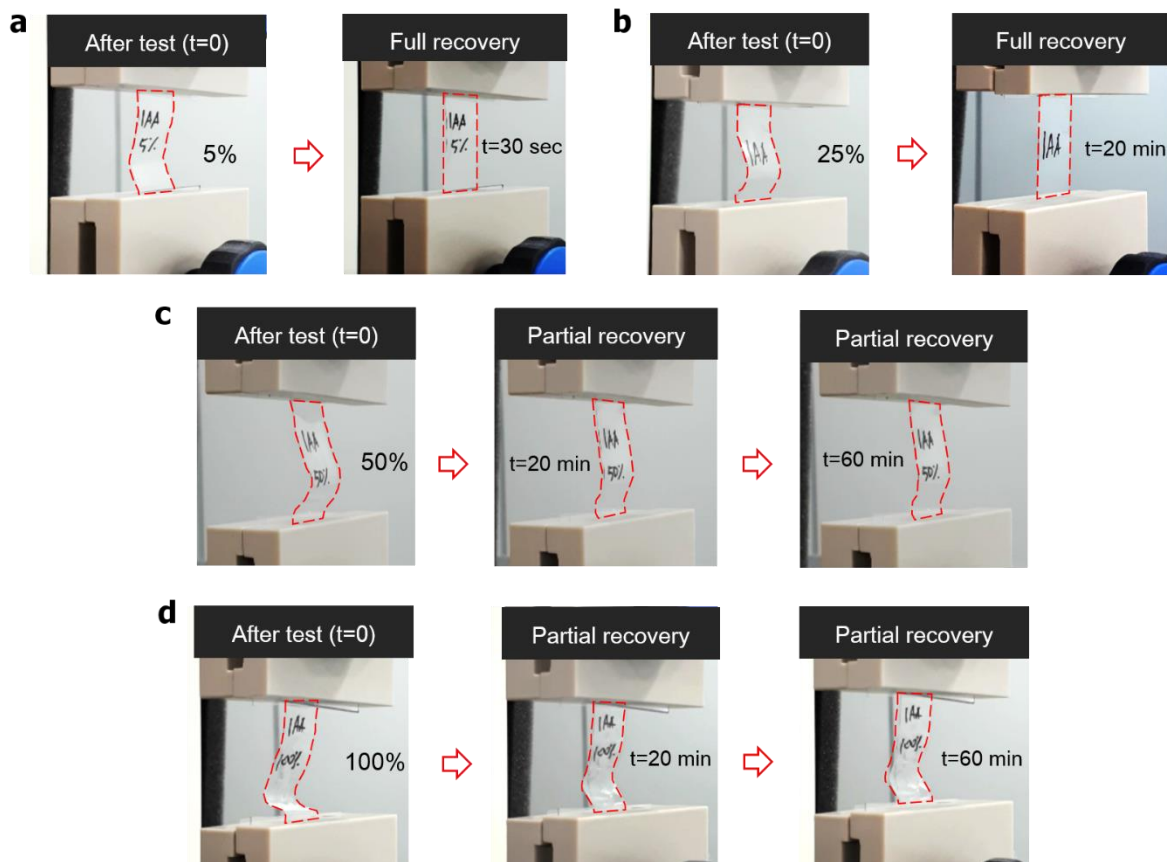 a
After test (t=0)
Full recovery
IAA
5%
5%
IAA
5%
t=30 sec
b
After test (t=0)
Full recovery
IAA
25%
IAA
t=20 min
c
After test (t=0)
Partial recovery
Partial recovery
IAA
50%
50%
t=20 min
IAA
50%
t=60 min
IAA
50%
d
After test (t=0)
Partial recovery
Partial recovery
IAA
100%
100%
IAA
100%
t=20 min
IAA
100%
t=60 min